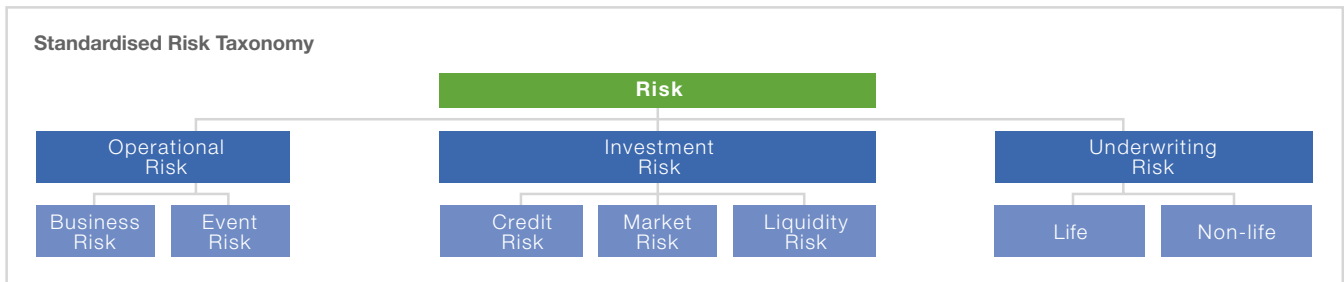 Standardised Risk Taxonomy
Risk
Operational
Risk
Investment
Risk
Underwriting
Risk
Business
Risk
Event
Risk
Credit
Risk
Market
Risk
Liquidity
Risk
Life
Non-life